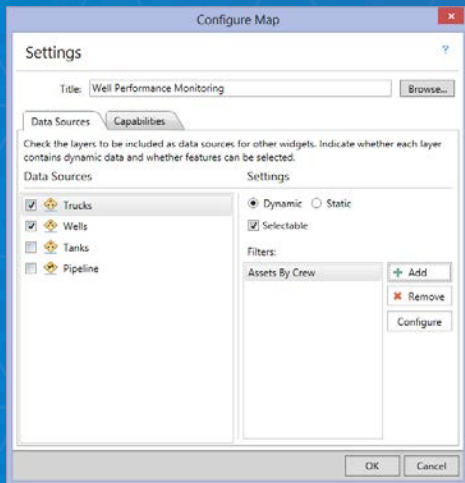 Configure Map
Settings
?
Title: Well Performance Monitoring Browse...
Data Sources Capabilities
Check the layers to be included as data sources for other widgets. Indicate whether each layer
contains dynamic data and whether features can be selected.
Data Sources Settings
Trucks Dynamic Static
Wells Selectable
Tanks Filters:
Pipeline Assets By Crew Add
Remove
Configure
OK Cancel